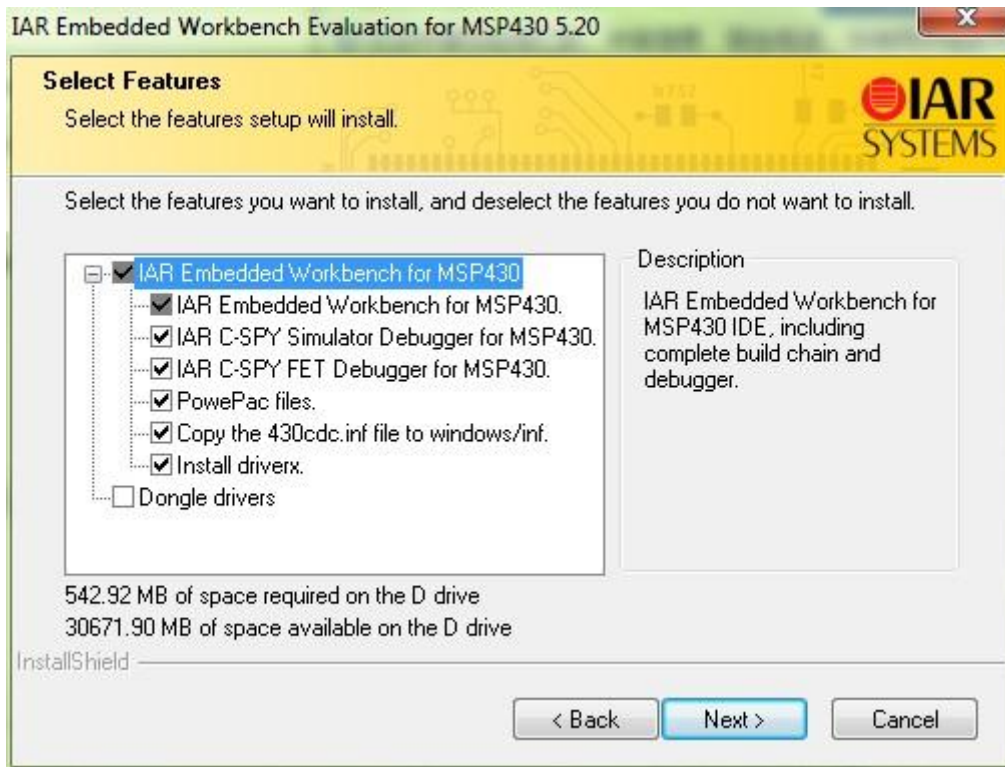 IAR Embedded Workbench Evaluation for MSP430 5.20
Select Features
Select the features setup will install.
IAR
SYSTEMS
Select the features you want to install, and deselect the features you do not want to install.
IAR Embedded Workbench for MSP430
IAR Embedded Workbench for MSP430.
IAR C-SPY Simulator Debugger for MSP430.
IAR C-SPY FET Debugger for MSP430.
PowePac files.
Copy the 430cdc.inf file to windows/inf.
Install driverx.
Dongle drivers
Description
IAR Embedded Workbench for
MSP430 IDE, including
complete build chain and
debugger.
542.92 MB of space required on the D drive
30671.90 MB of space available on the D drive
InstallShield
< Back
Next >
Cancel